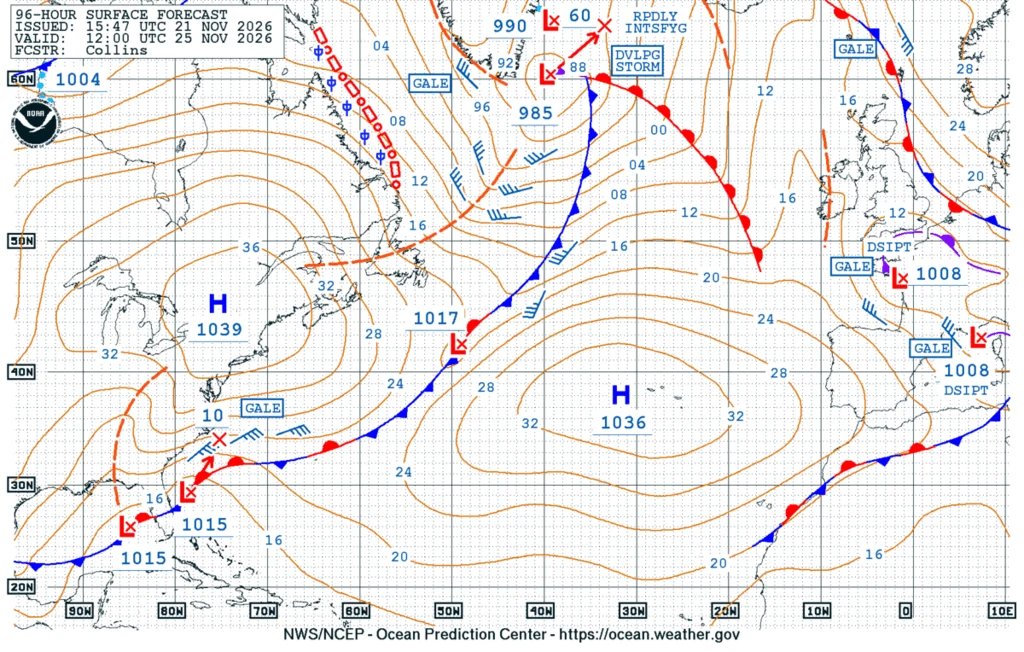 96-HOUR SURFACE FORECAST
ISSUED: 15:47 UTC 21 NOV 2026
VALID: 12:00 UTC 25 NOV 2026
FCSTR: Collins
990
L
60
RPDLY
INTSFYG
04
92
L
88
DVLPG
STORM
GALE
GALE
28
60N
1004
NOAA
96
985
12
16
08
00
24
12
04
20
08
16
12
16
12
50N
36
16
DSIPT
GALE
L
1008
32
20
H
1039
1017
L
28
24
GALE
L
1008
DSIPT
32
40N
24
28
28
10
GALE
H
1036
32
32
24
30N
16
L
1015
L
1015
16
20
20
16
20N
90W
80W
70W
60W
50W
40W
30W
20W
10W
0
10E
NWS/NCEP - Ocean Prediction Center - https://ocean.weather.gov